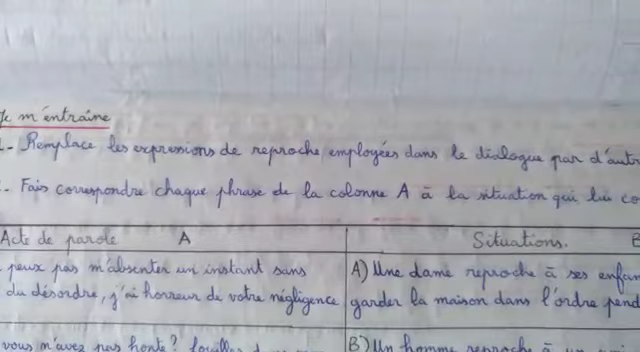 Je m'entraîne
- Remplace les expressions de reproche employées dans le dialogue par d'autr
- Fais correspondre chaque phrase de la colonne A à la situation qui lui co
Acte de parole A Situations. B
peux pas m'absenter un instant sans A) Une dame reproche à ses enfan
du désordre, j'ai horreur de votre négligence garder la maison dans l'ordre pend
vous m'avez pas honte? B) Un homme reproche à un